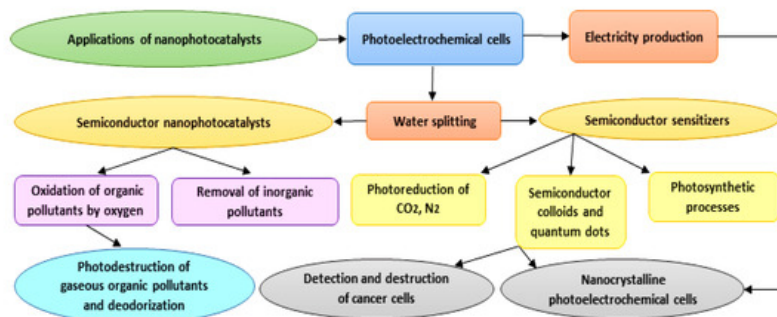 Applications of nanophotocatalysts
Photoelectrochemical cells
Electricity production
Semiconductor nanophotocatalysts
Water splitting
Semiconductor sensitizers
Oxidation of organic
pollutants by oxygen
Removal of inorganic
pollutants
Photoreduction of
CO2, N2
Semiconductor
colloids and
quantum dots
Photosynthetic
processes
Photodestruction of
gaseous organic pollutants
and deodorization
Detection and destruction
of cancer cells
Nanocrystalline
photoelectrochemical cells